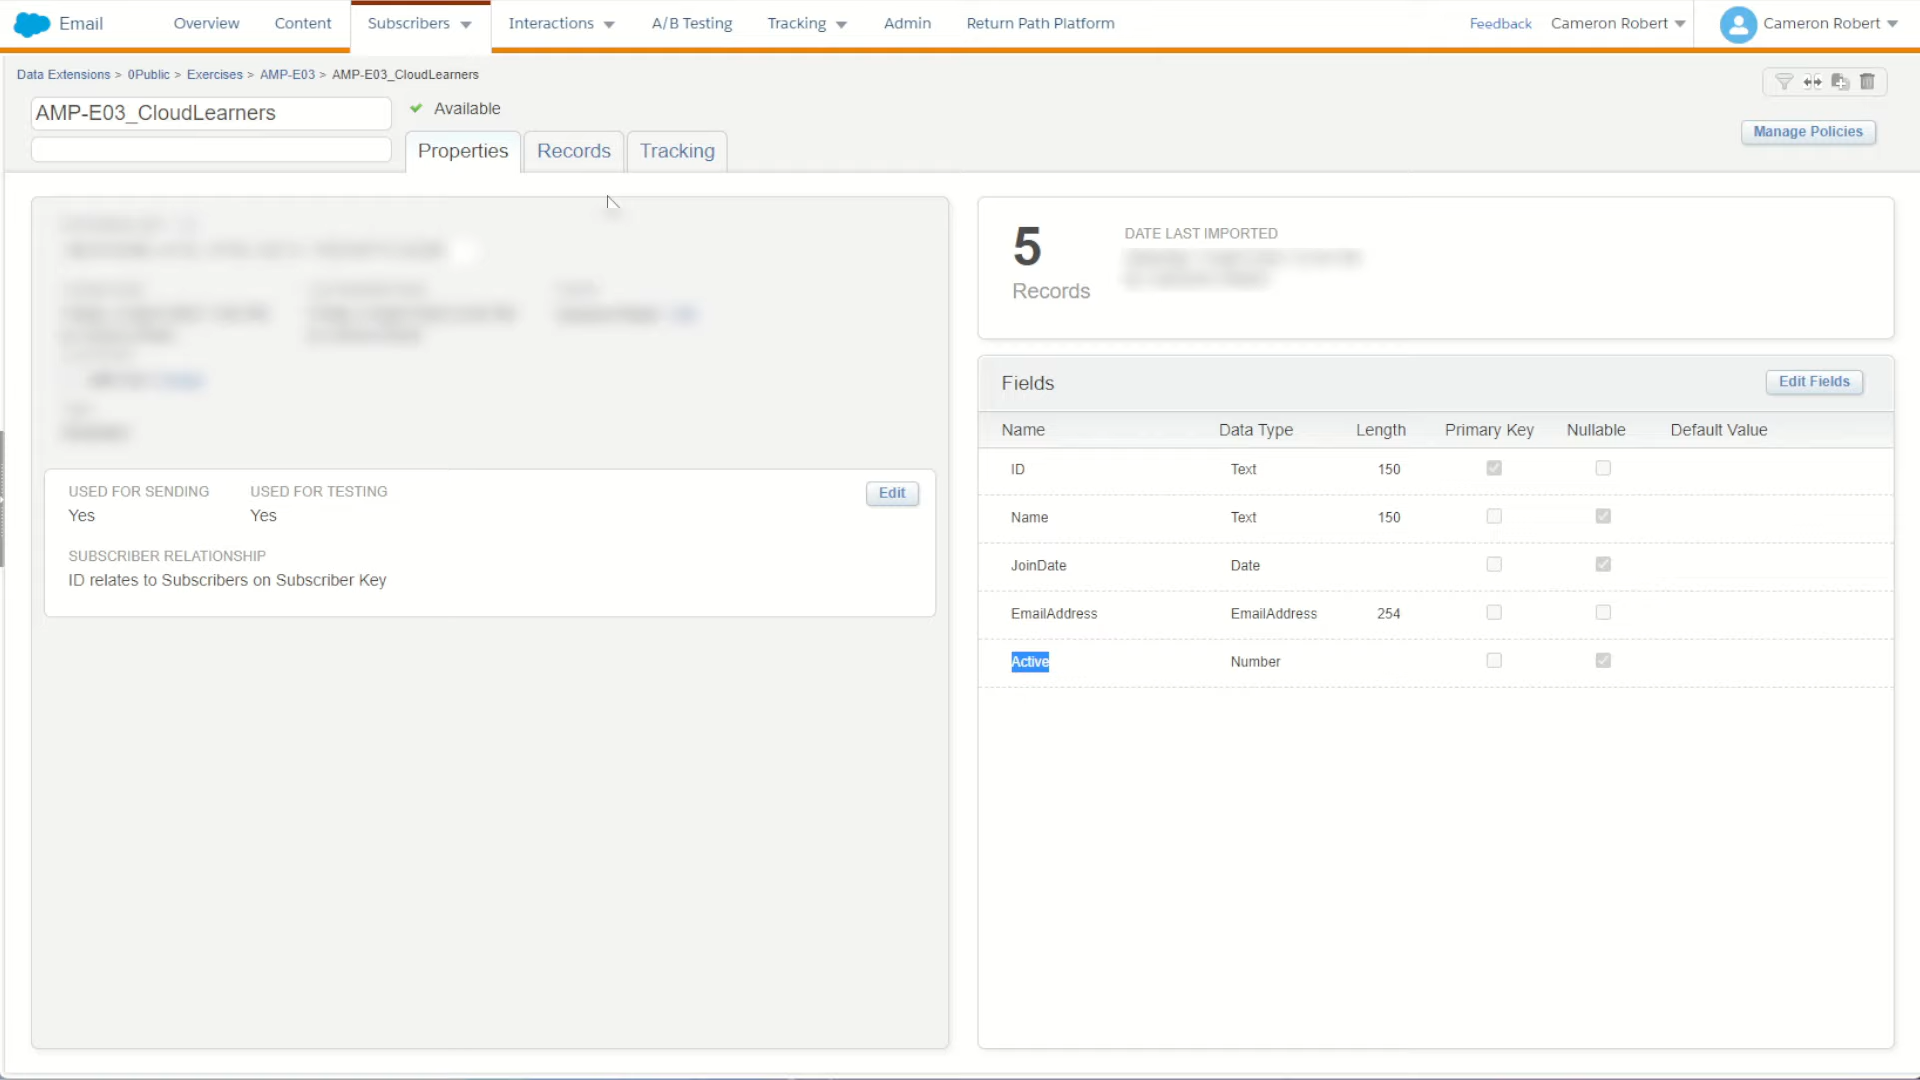 Email Overview Content Subscribers Interactions A/B Testing Tracking Admin Return Path Platform Feedback Cameron Robert Cameron Robert
Data Extensions > 0Public > Exercises > AMP-E03 > AMP-E03_CloudLearners
AMP-E03_CloudLearners Available
Manage Policies
Properties Records Tracking
5 DATE LAST IMPORTED
Records
Fields Edit Fields
Name Data Type Length Primary Key Nullable Default Value
ID Text 150
Name Text 150
JoinDate Date
EmailAddress EmailAddress 254
Active Number
USED FOR SENDING USED FOR TESTING Edit
Yes Yes
SUBSCRIBER RELATIONSHIP
ID relates to Subscribers on Subscriber Key